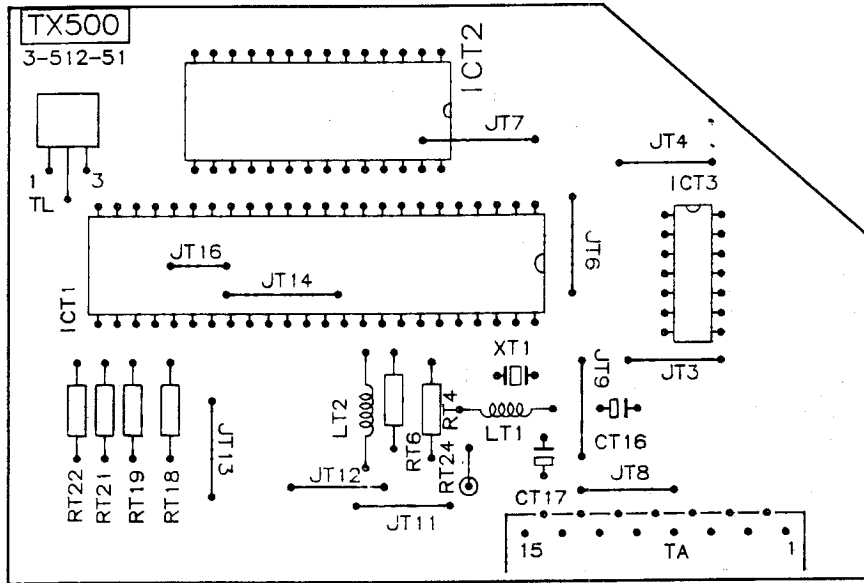 TX500
3-512-51
ICT2
JT7
JT4
1
3
TL
ICT3
JT16
JT14
JT6
ICT1
XT1
JT9
JT3
LT2
RT4
LT1
RT6
RT24
CT16
RT22
RT21
RT19
RT18
JT13
JT12
JT8
CT17
JT11
15
TA
1